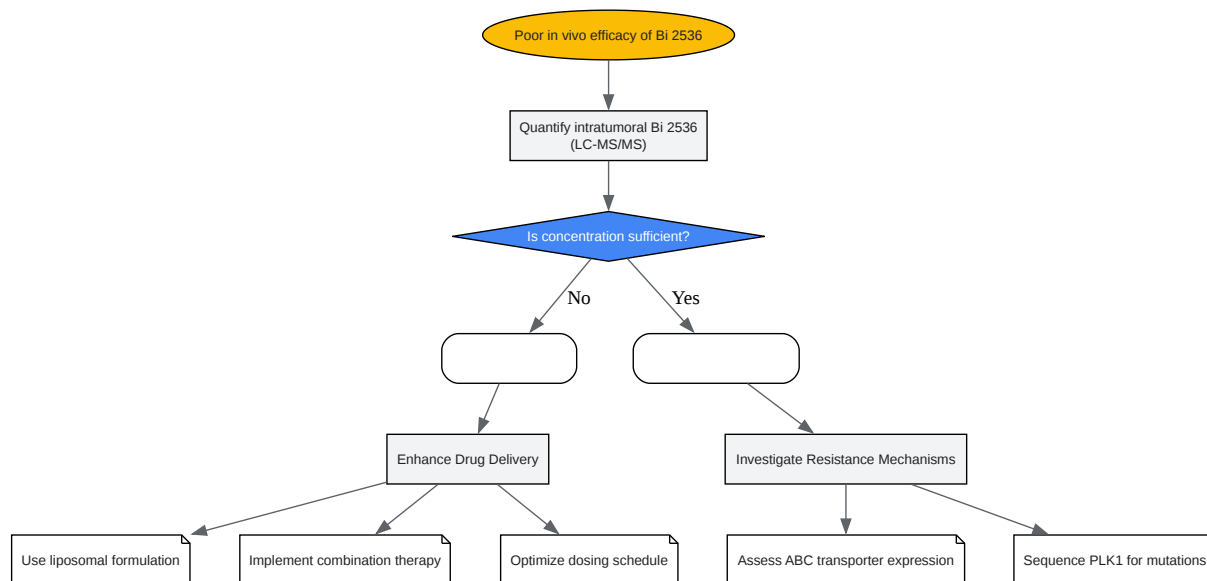 Poor in vivo efficacy of Bi 2536
Quantify intratumoral Bi 2536
(LC-MS/MS)
Is concentration sufficient?
No
Yes
Enhance Drug Delivery
Investigate Resistance Mechanisms
Use liposomal formulation
Implement combination therapy
Optimize dosing schedule
Assess ABC transporter expression
Sequence PLK1 for mutations